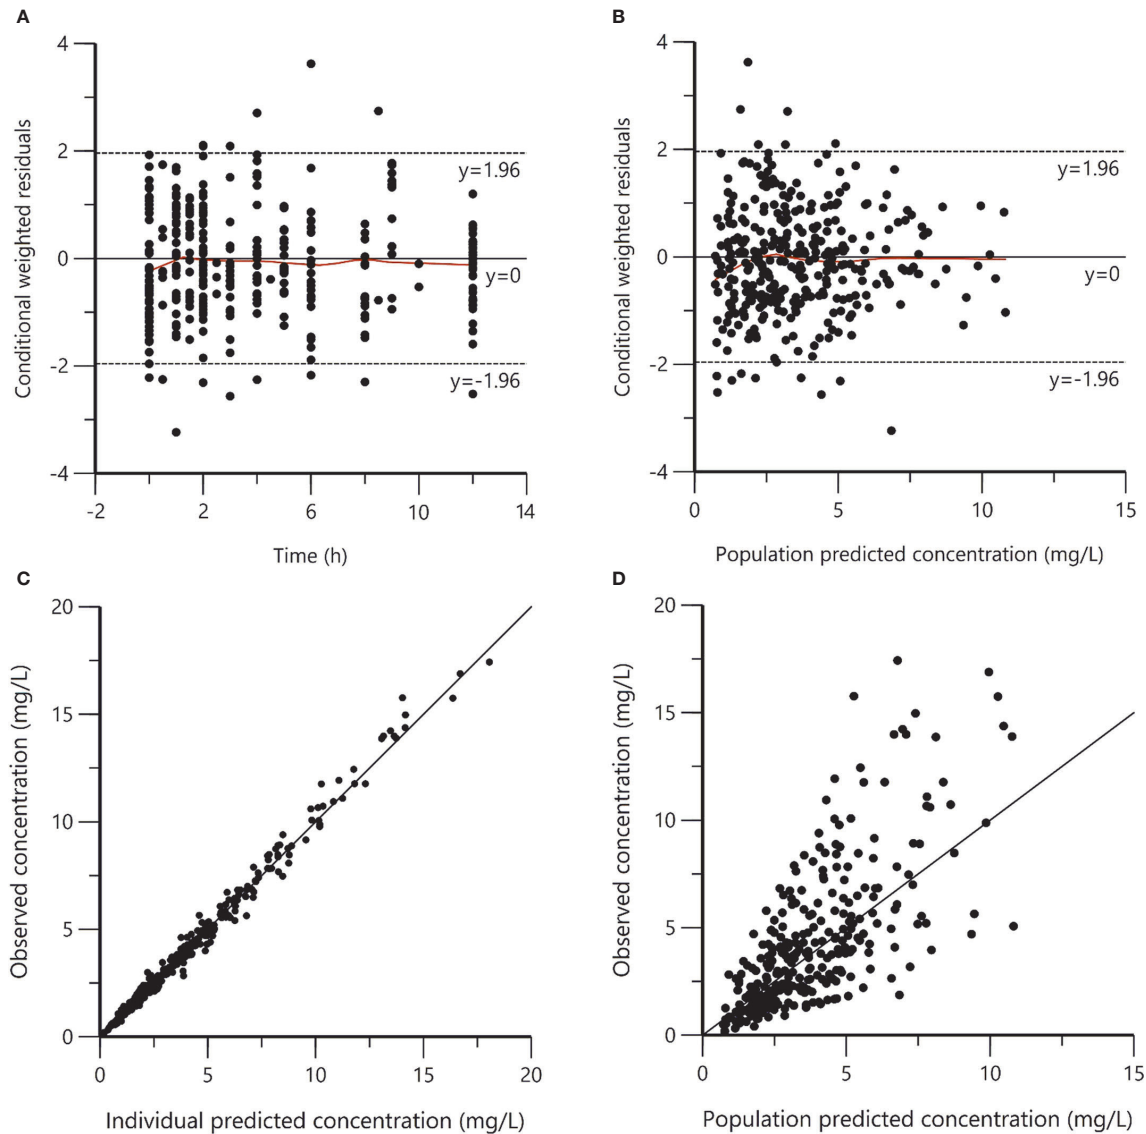 A
Conditional weighted residuals
4
2
0
-2
-4
y=1.96
y=0
y=-1.96
-2
2
6
10
14
Time (h)
B
Conditional weighted residuals
4
2
0
-2
-4
y=1.96
y=0
y=-1.96
0
5
10
15
Population predicted concentration (mg/L)
C
Observed concentration (mg/L)
20
15
10
5
0
0
5
10
15
20
Individual predicted concentration (mg/L)
D
Observed concentration (mg/L)
20
15
10
5
0
0
5
10
15
Population predicted concentration (mg/L)